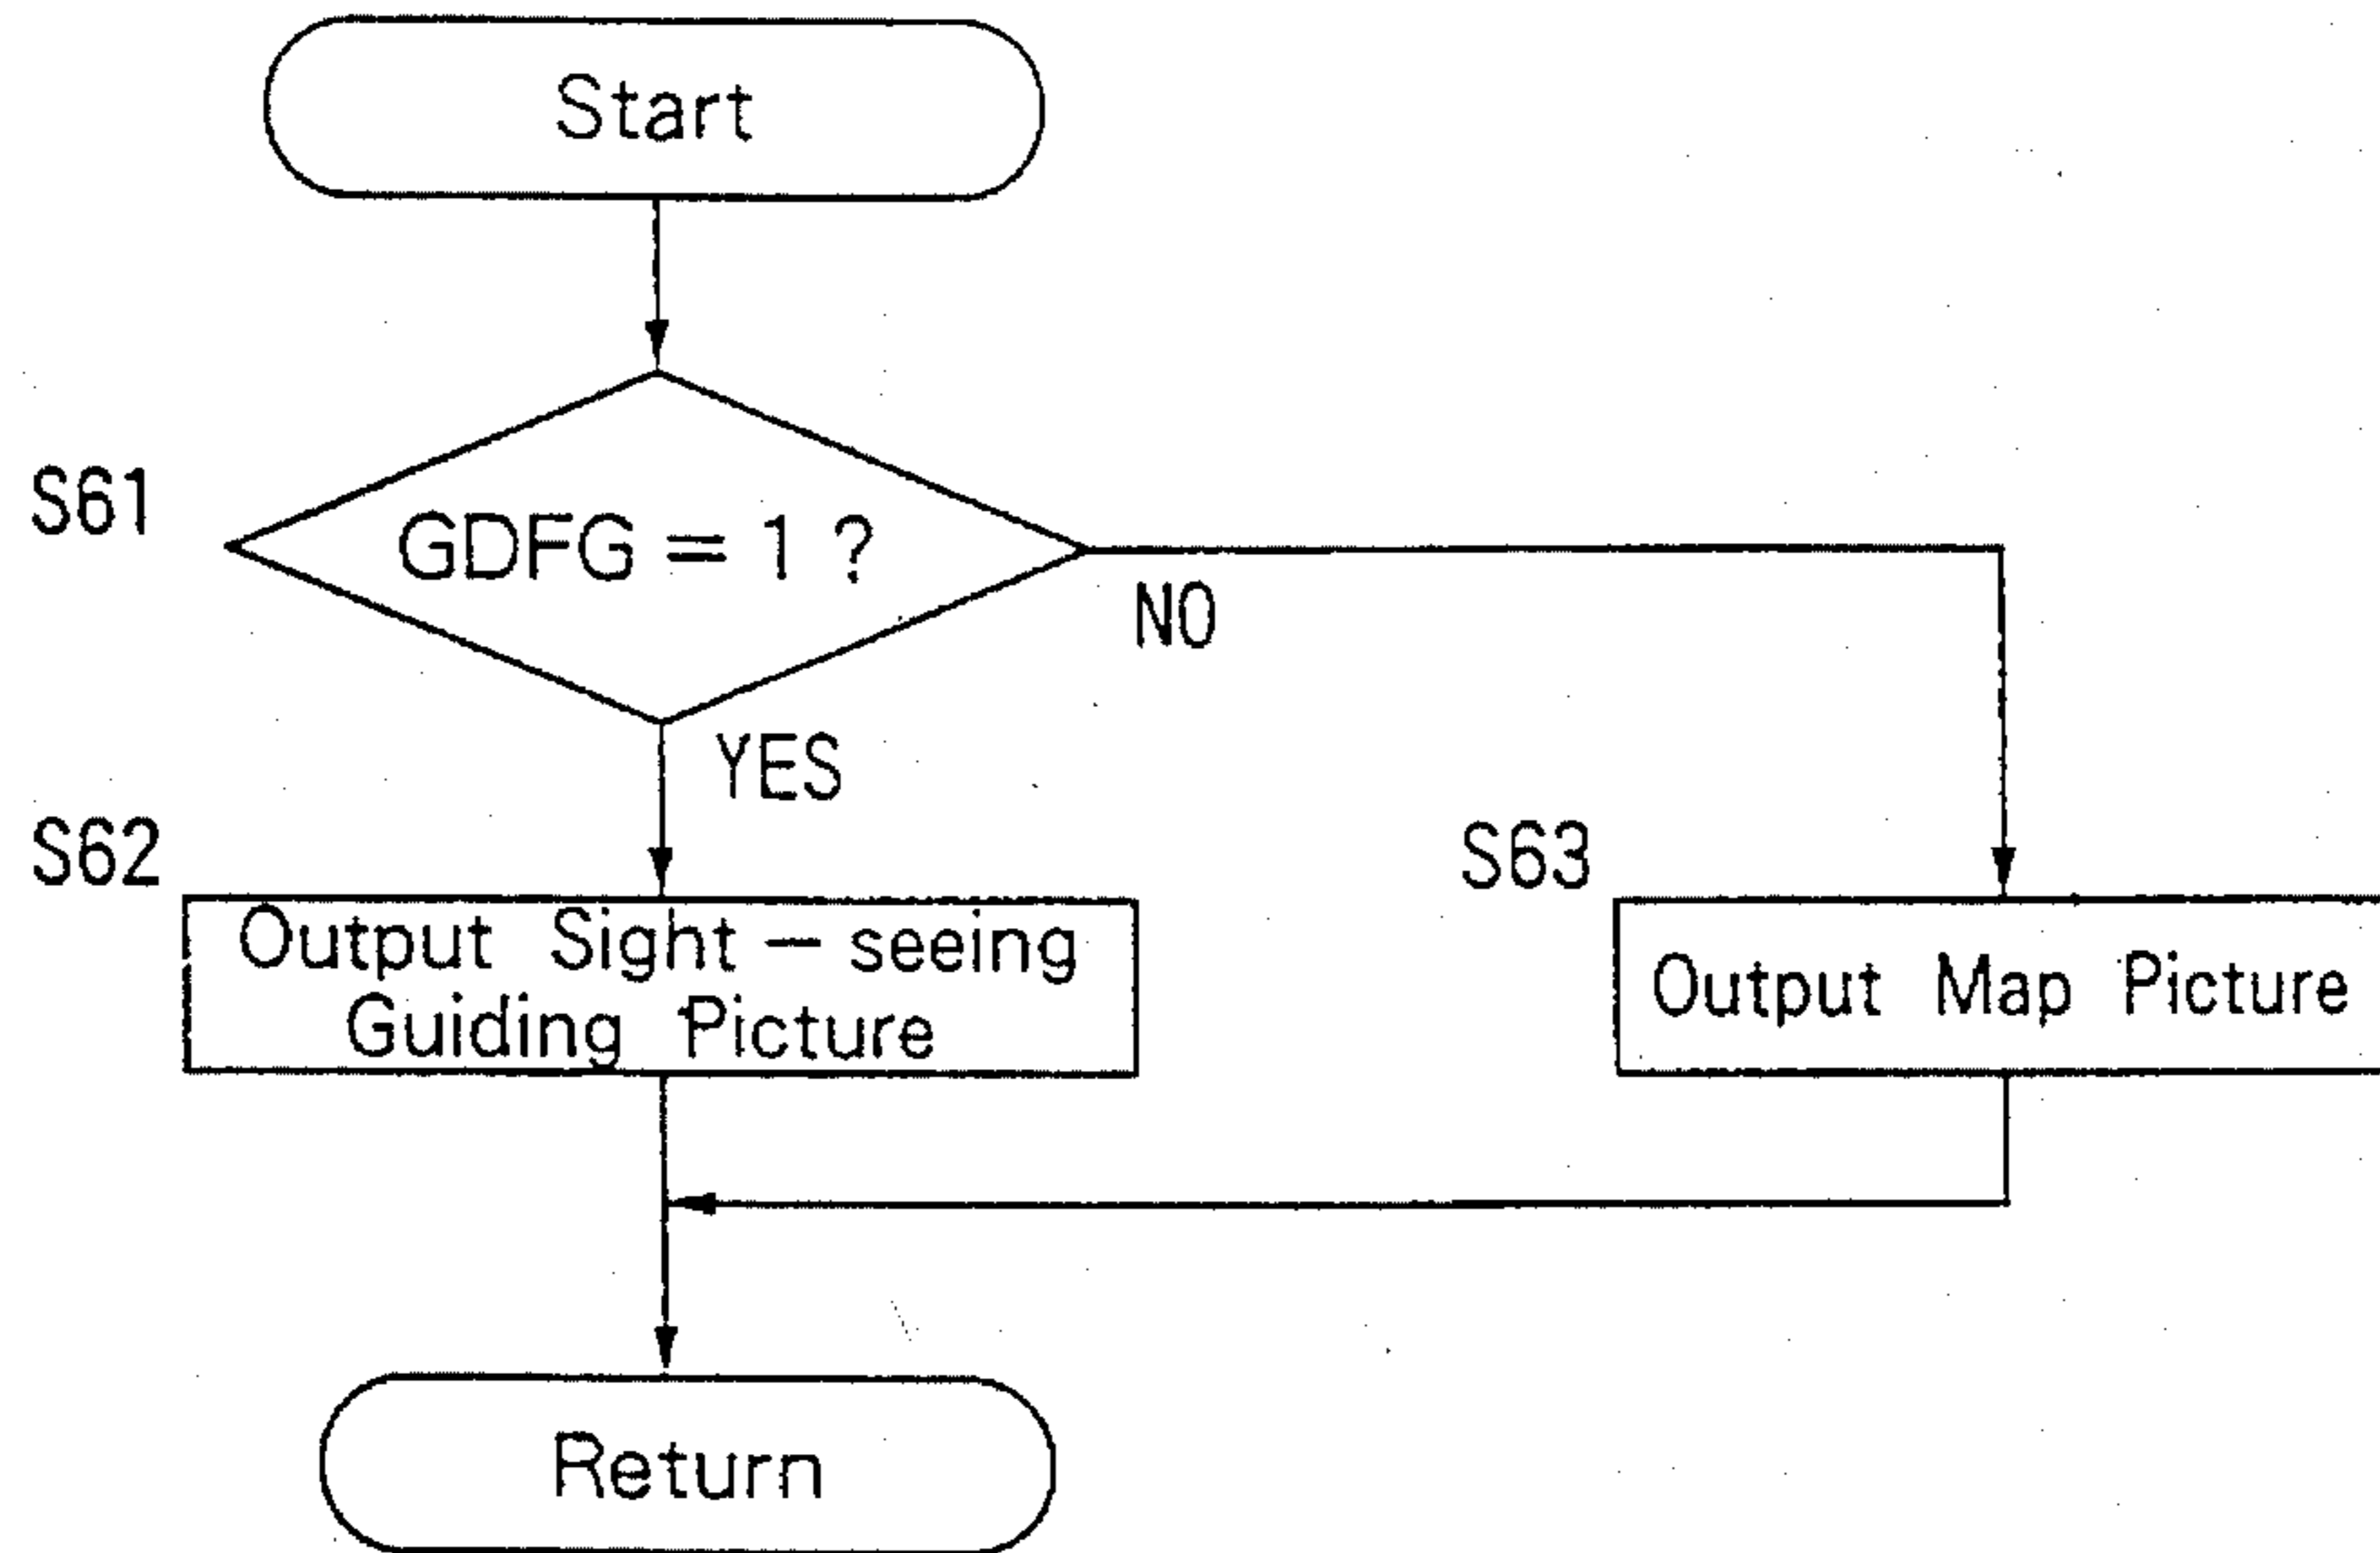 Start
S61
GDFG = 1 ?
NO
YES
S62
S63
Output Sight - seeing
Guiding Picture
Output Map Picture
Return